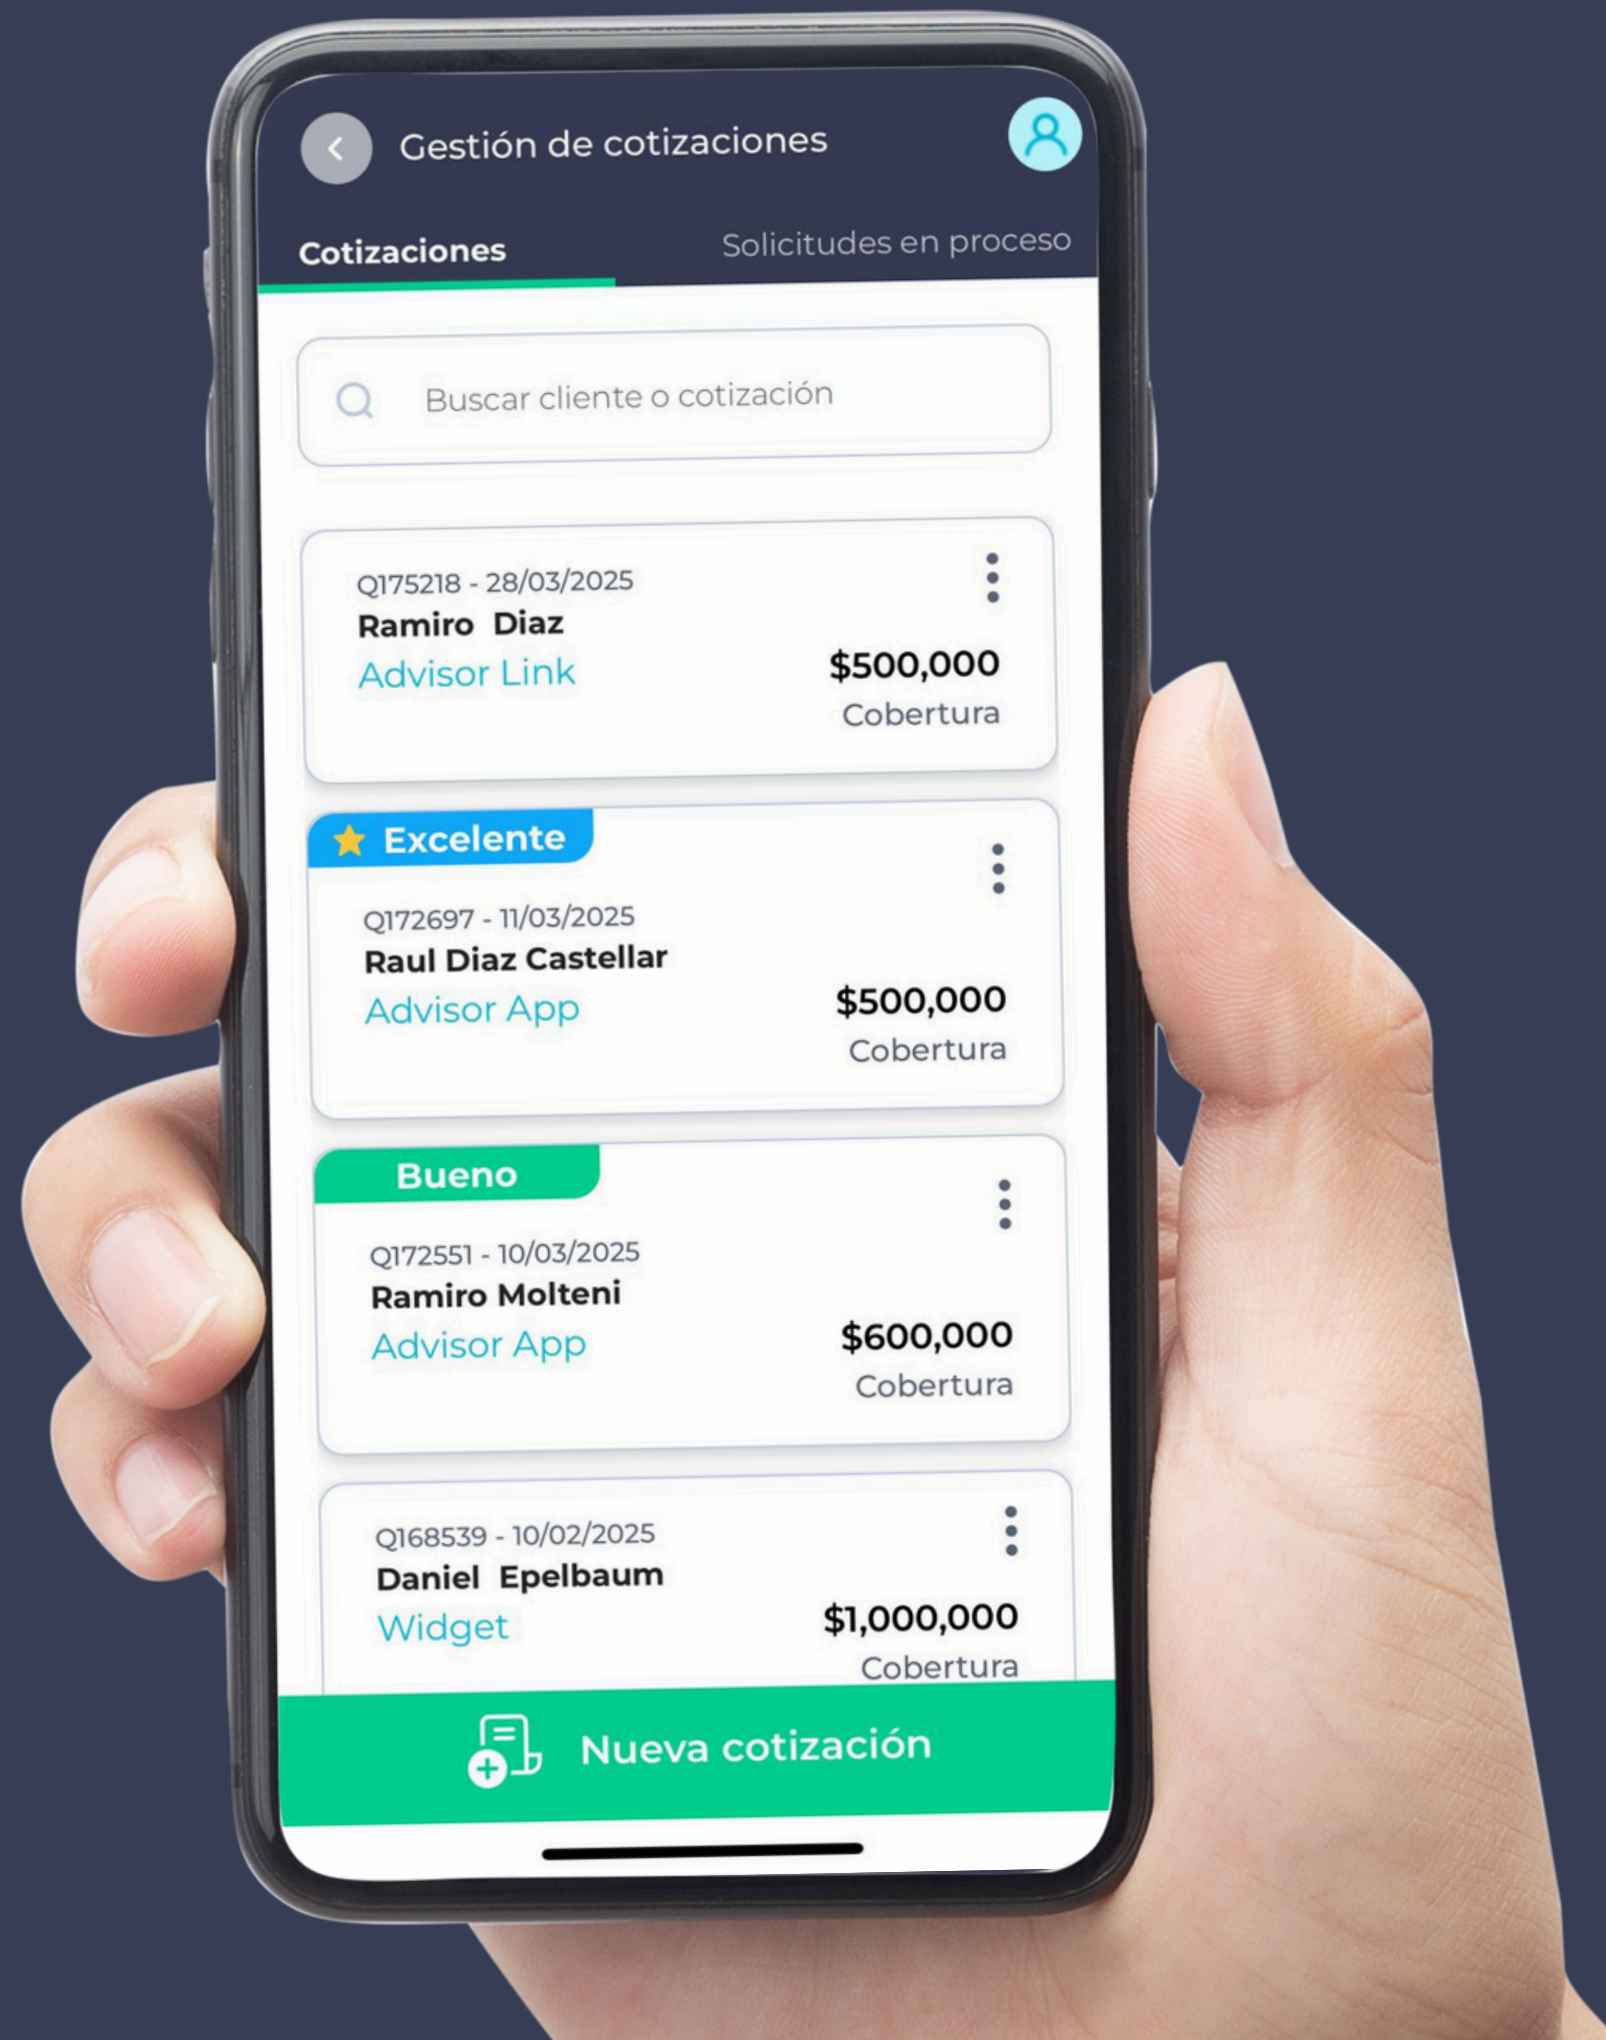 Gestión de cotizaciones
Cotizaciones
Solicitudes en proceso
Buscar cliente o cotización
Q175218 - 28/03/2025
Ramiro Diaz
Advisor Link
$500,000
Cobertura
Excelente
Q172697 - 11/03/2025
Raul Diaz Castellar
Advisor App
$500,000
Cobertura
Bueno
Q172551 - 10/03/2025
Ramiro Molteni
Advisor App
$600,000
Cobertura
Q168539 - 10/02/2025
Daniel Epelbaum
Widget
$1,000,000
Cobertura
Nueva cotización